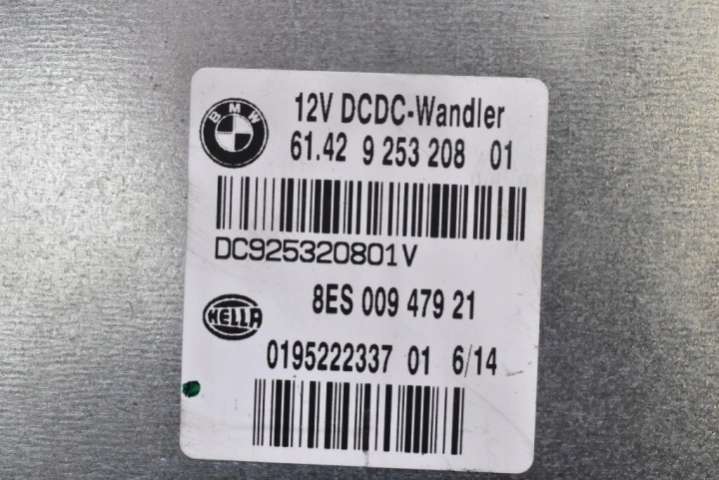 BMW
12V DCDC-Wandler
61.42 9 253 208 01
DC925320801V
8ES 009 479 21
HELLA
0195222337 01 6/14